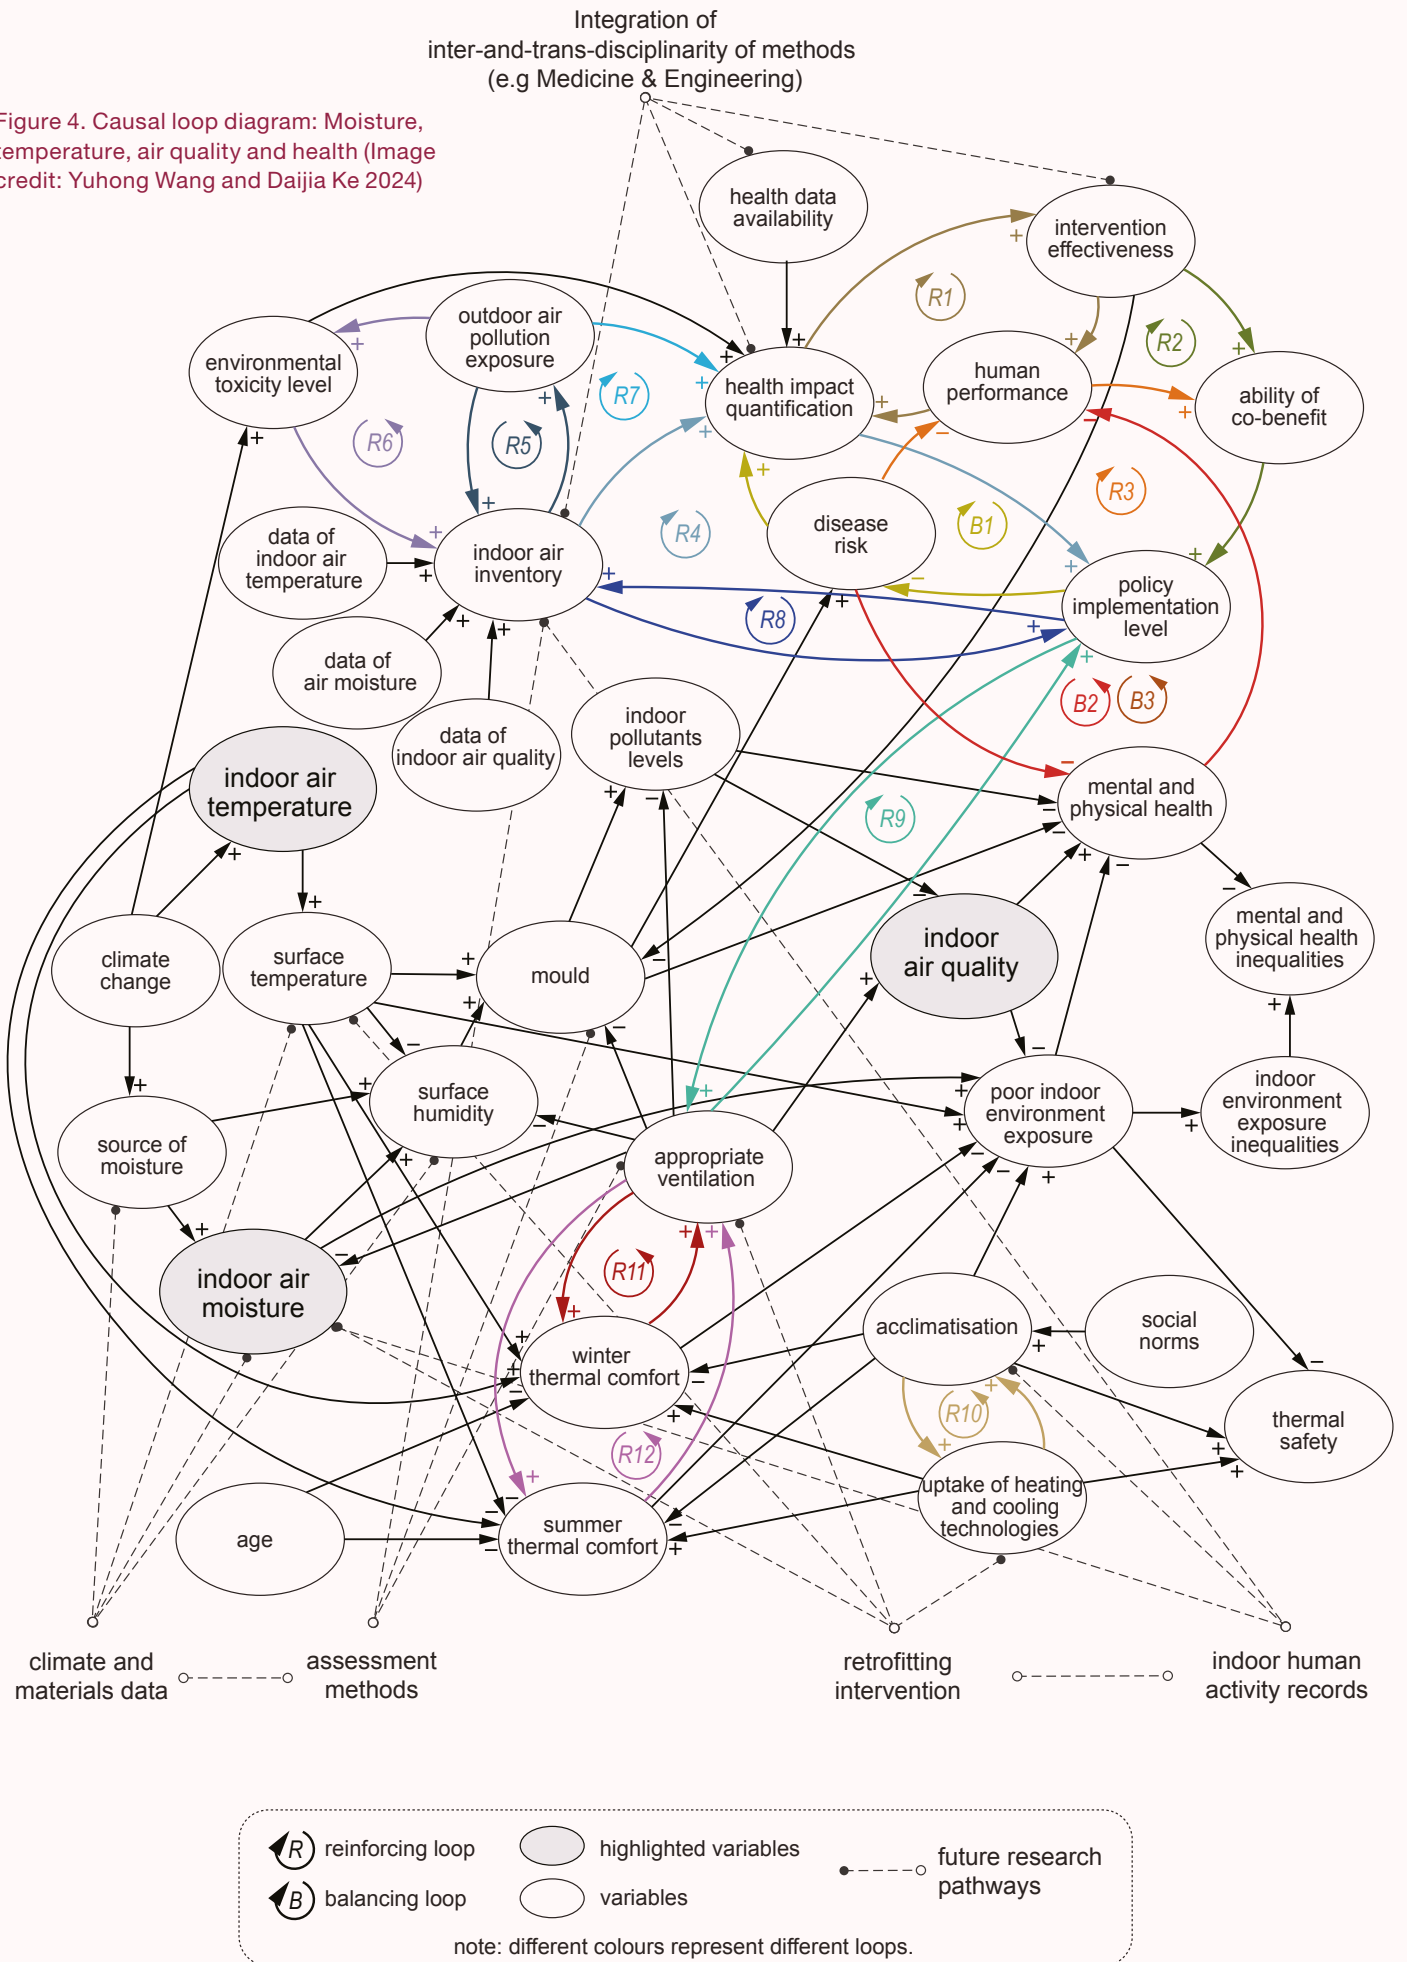 Integration of
inter-and-trans-disciplinarity of methods
(e.g Medicine & Engineering)
Figure 4. Causal loop diagram: Moisture,
temperature, air quality and health (Image
credit: Yuhong Wang and Daijia Ke 2024)
health data
availability
intervention
effectiveness
+
R1
outdoor air
pollution
exposure
environmental
toxicity level
+
+
+
+
R2
+
health impact
quantification
+
+
human
performance
+
-
ability of
co-benefit
+
R7
+
R6
R5
+
+
+
-
+
R3
R4
B1
disease
risk
data of
indoor air
temperature
+
indoor air
inventory
+
+
+
policy
implementation
level
+
+
-
R8
+
+
data of
air moisture
+
+
data of
indoor air quality
indoor
pollutants
levels
B2
B3
-
mental and
physical health
-
-
+
-
R9
indoor air
temperature
+
+
+
-
-
-
mental and
physical health
inequalities
+
climate
change
surface
temperature
+
mould
-
+
-
indoor
air quality
+
-
+
source of
moisture
+
surface
humidity
-
+
+
-
+
appropriate
ventilation
+
+
poor indoor
environment
exposure
+
indoor
environment
exposure
inequalities
-
-
+
+
indoor air
moisture
-
+
+
R11
+
winter
thermal comfort
+
+
-
-
+
acclimatisation
+
social
norms
R10
+
+
-
thermal
safety
+
+
R12
+
uptake of heating
and cooling
technologies
age
summer
thermal comfort
-
-
-
-
+
climate and
materials data
assessment
methods
retrofitting
intervention
indoor human
activity records
R reinforcing loop
highlighted variables
future research
pathways
B balancing loop
variables
note: different colours represent different loops.